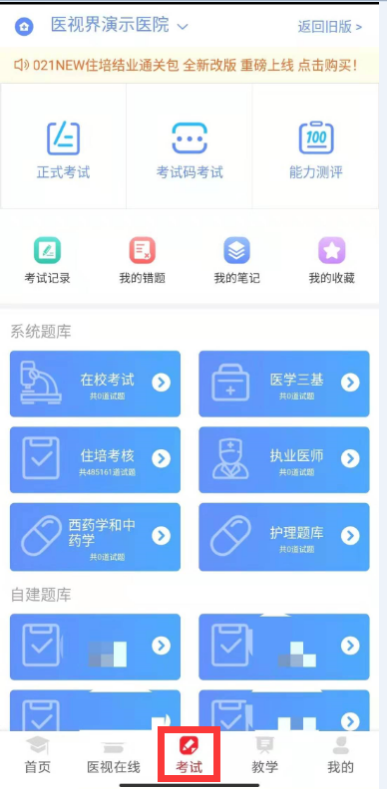 医视界演示医院
返回旧版 >
021NEW住培结业通关包 全新改版 重磅上线 点击购买！
100
正式考试
考试码考试
能力测评
考试记录
我的错题
我的笔记
我的收藏
系统题库
在校考试
共0道试题
医学三基
共0道试题
住培考核
共485161道试题
执业医师
共0道试题
西药学和中
药学
共0道试题
护理题库
共0道试题
自建题库
首页
医视在线
考试
教学
我的